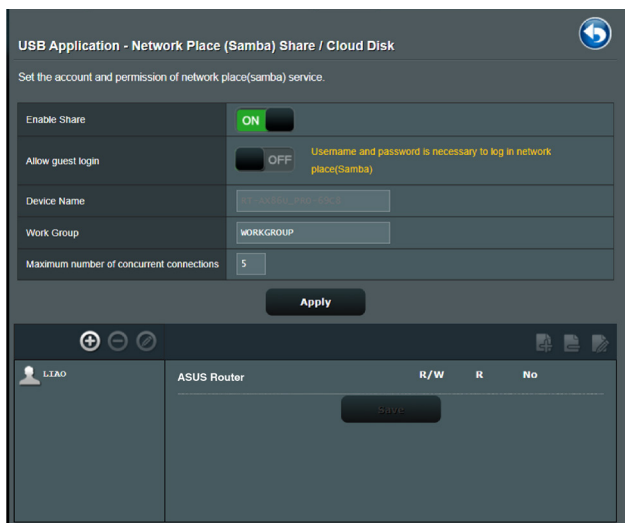 USB Application - Network Place (Samba) Share / Cloud Disk
Set the account and permission of network place(samba) service.
Enable Share
ON
Allow guest login
OFF
Username and password is necessary to log in network
place(Samba)
Device Name
Work Group
WORKGROUP
Maximum number of concurrent connections
5
Apply
LIAO
ASUS Router
R/W
R
No
Save